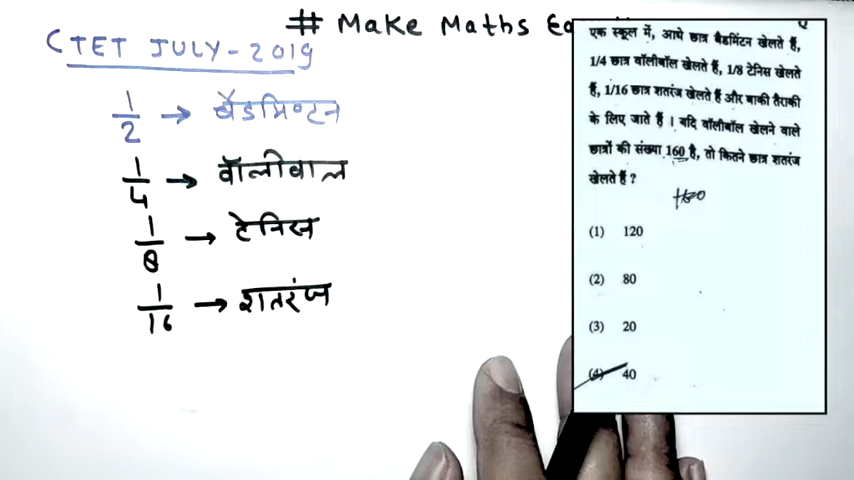 # Make Maths Ea
CTET JULY-2019
1/2 → बैडमिण्टन
1/4 → वॉलीवाल
1/8 → टेनिस
1/16 → शतरंज
एक स्कूल में, आधे छात्र बैडमिंटन खेलते हैं,
1/4 छात्र वॉलीबॉल खेलते हैं, 1/8 टेनिस खेलते
हैं, 1/16 छात्र शतरंज खेलते हैं और बाकी तैराकी
के लिए जाते हैं । यदि वॉलीबॉल खेलने वाले
छात्रों की संख्या 160 है, तो कितने छात्र शतरंज
खेलते हैं ?
(1) 120
(2) 80
(3) 20
(4) 40